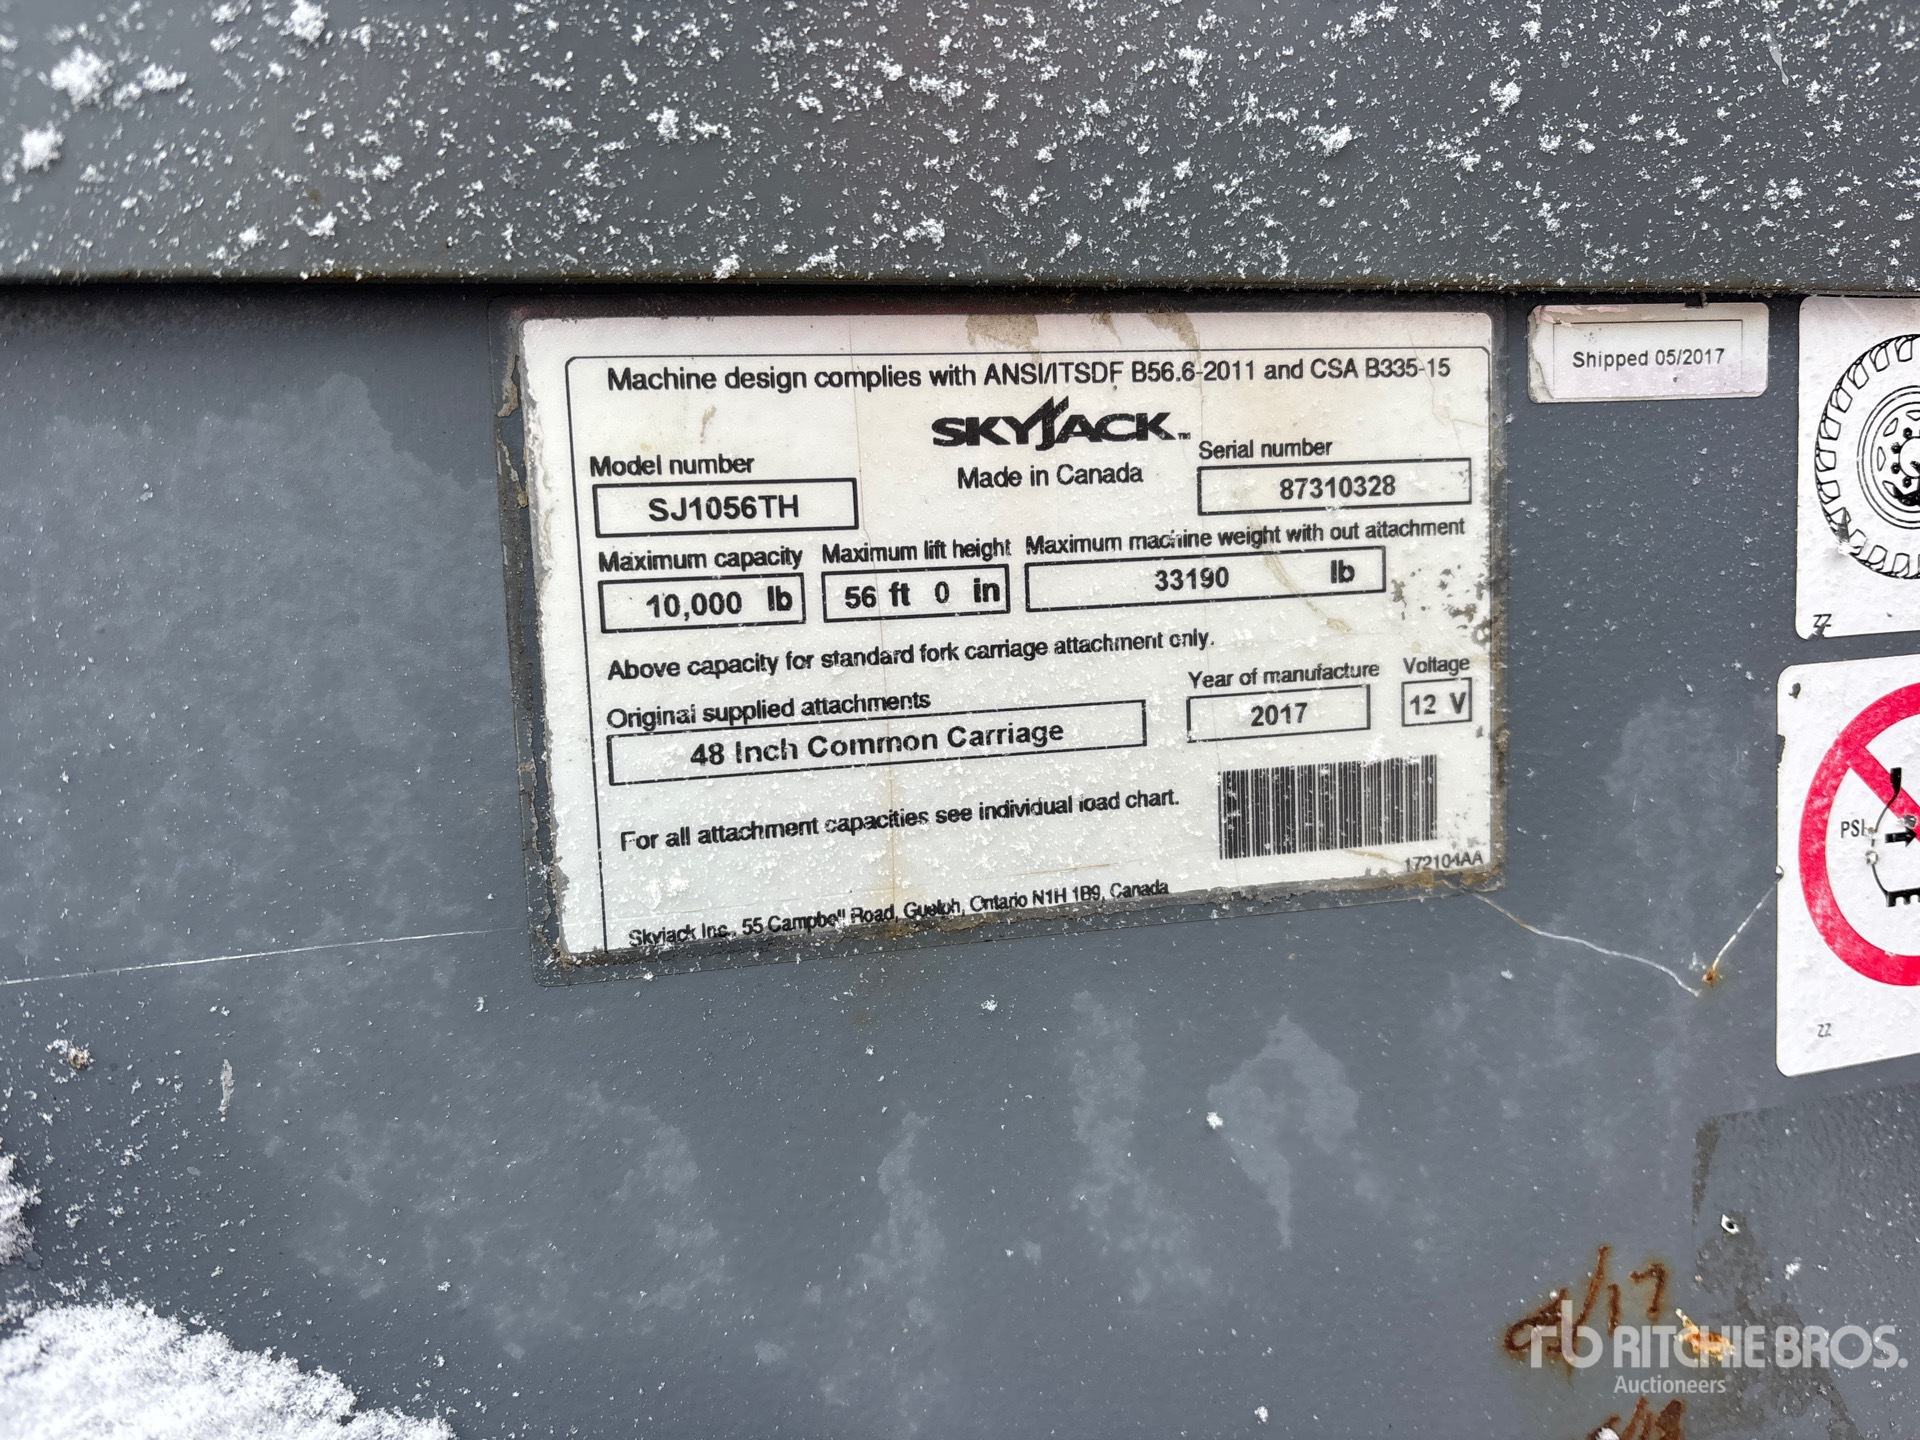 Machine design complies with ANSI/ITSDF B56.6-2011 and CSA B335-15
SKYJACK™
Made in Canada
Model number
SJ1056TH
Serial number
87310328
Maximum capacity
10,000 lb
Maximum lift height
56 ft 0 in
Maximum machine weight with out attachment
33190 lb
Above capacity for standard fork carriage attachment only.
Original supplied attachments
48 Inch Common Carriage
Year of manufacture
2017
Voltage
12 V
For all attachment capacities see individual load chart.
172104AA
Skyjack Inc., 55 Campbell Road, Guelph, Ontario N1H 1B9, Canada
Shipped 05/2017
ZZ
PSI
ZZ
rb RITCHIE BROS.
Auctioneers